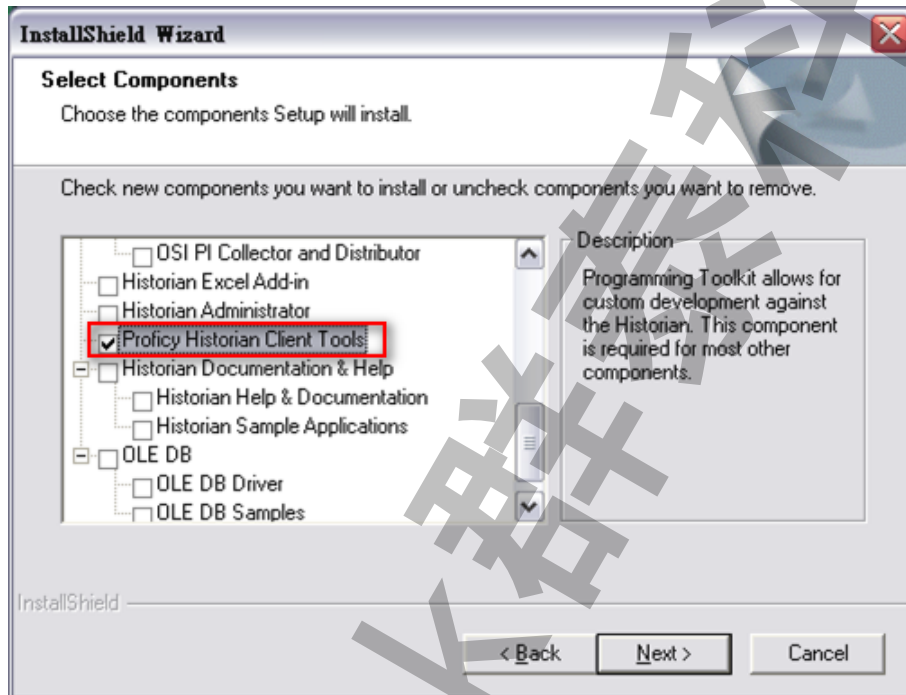 InstallShield Wizard
Select Components
Choose the components Setup will install.
Check new components you want to install or uncheck components you want to remove.
OSI PI Collector and Distributor
Historian Excel Add-in
Historian Administrator
Proficy Historian Client Tools
Historian Documentation & Help
Historian Help & Documentation
Historian Sample Applications
OLE DB
OLE DB Driver
OLE DB Samples
Description
Programming Toolkit allows for
custom development against
the Historian. This component
is required for most other
components.
InstallShield
< Back
Next >
Cancel